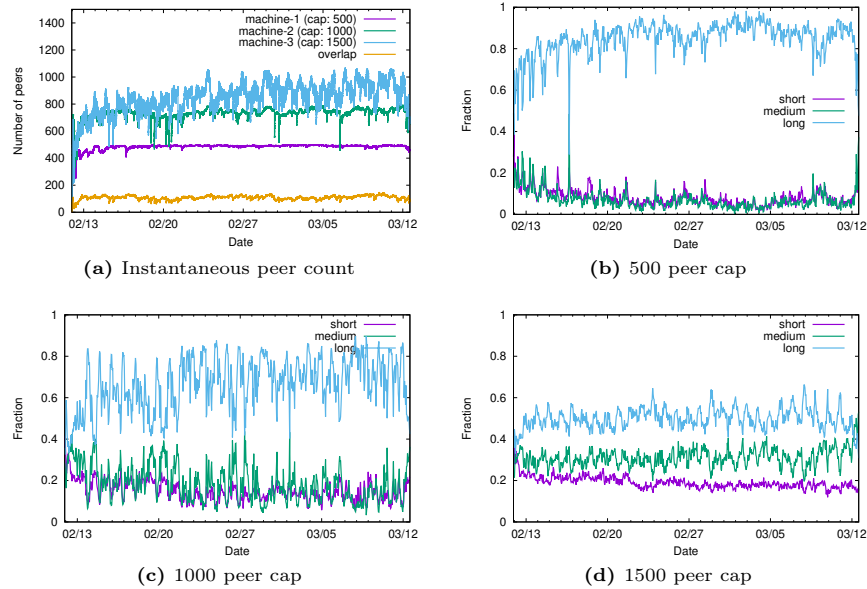 machine-1 (cap: 500)
machine-2 (cap: 1000)
machine-3 (cap: 1500)
overlap
1400
1200
1000
800
600
400
200
0
Number of peers
02/13
02/20
02/27
03/05
03/12
Date
(a) Instantaneous peer count
1
0.8
0.6
0.4
0.2
0
Fraction
short
medium
long
02/13
02/20
02/27
03/05
03/12
Date
(b) 500 peer cap
short
medium
long
1
0.8
0.6
0.4
0.2
0
Fraction
02/13
02/20
02/27
03/05
03/12
Date
(c) 1000 peer cap
short
medium
long
1
0.8
0.6
0.4
0.2
0
Fraction
02/13
02/20
02/27
03/05
03/12
Date
(d) 1500 peer cap